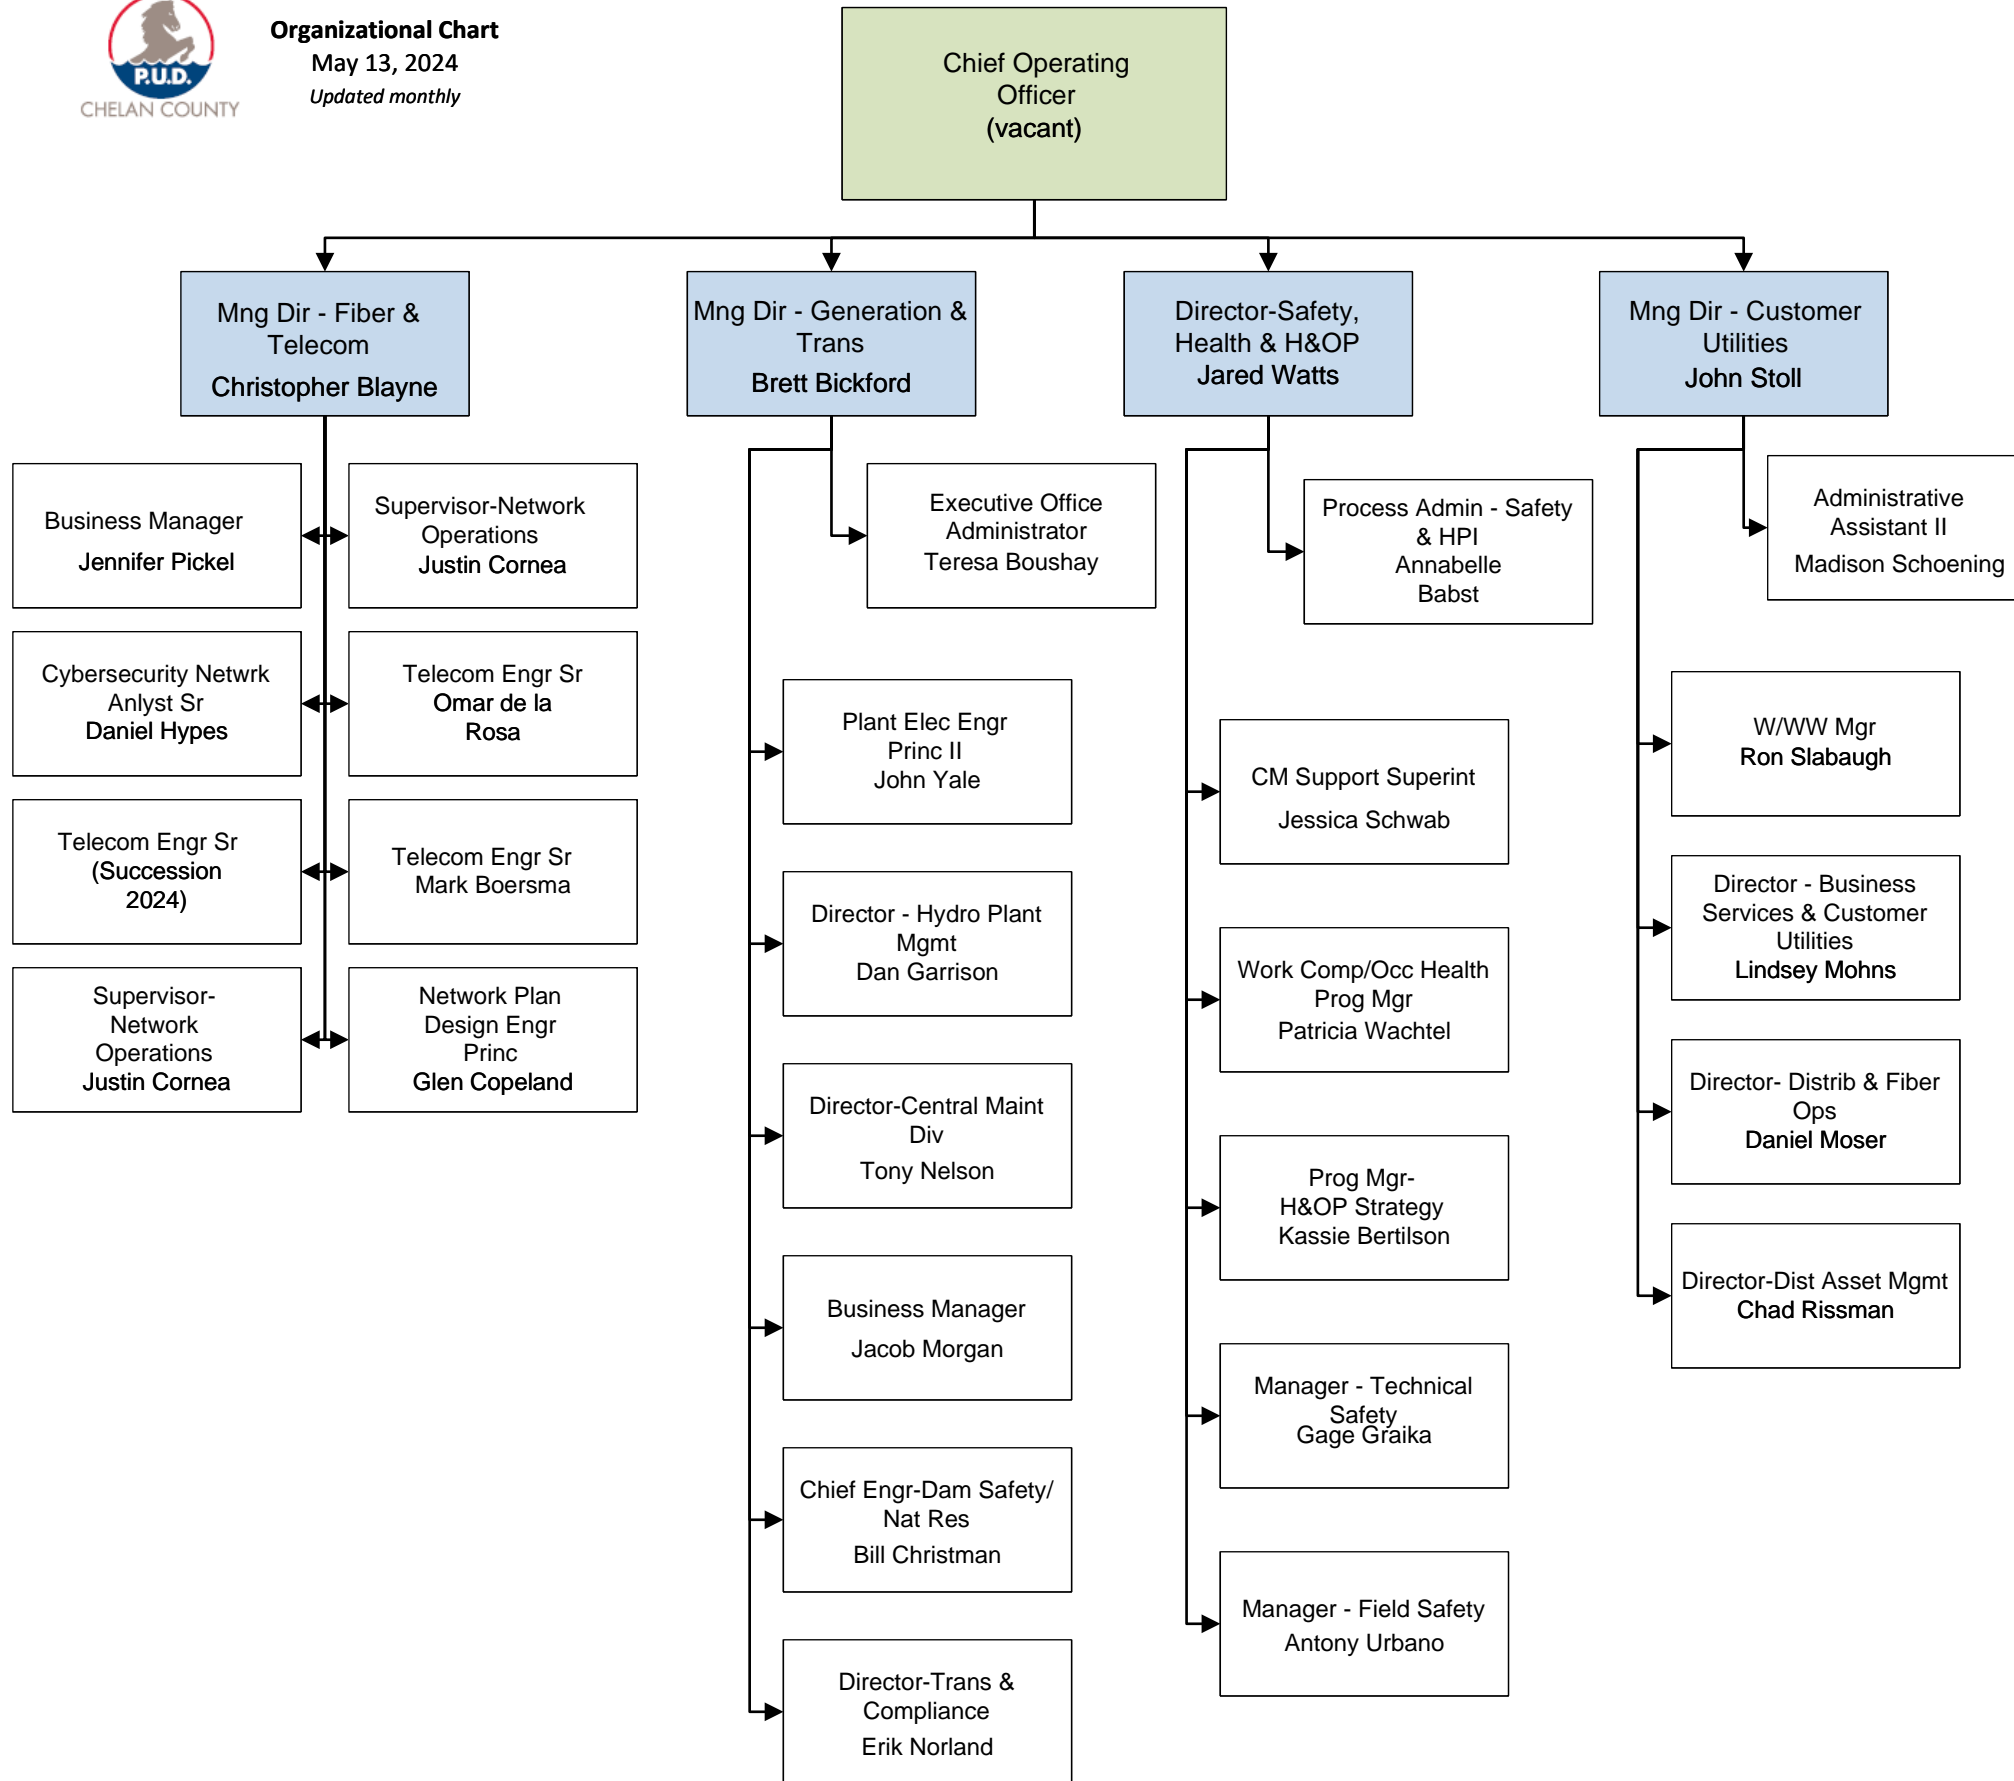 P.U.D.
CHELAN COUNTY
Organizational Chart
May 13, 2024
Updated monthly
Chief Operating
Officer
(vacant)
Mng Dir - Fiber &
Telecom
Christopher Blayne
Mng Dir - Generation &
Trans
Brett Bickford
Director-Safety,
Health & H&OP
Jared Watts
Mng Dir - Customer
Utilities
John Stoll
Business Manager
Jennifer Pickel
Supervisor-Network
Operations
Justin Cornea
Cybersecurity Netwrk
Anlyst Sr
Daniel Hypes
Telecom Engr Sr
Omar de la
Rosa
Telecom Engr Sr
(Succession
2024)
Telecom Engr Sr
Mark Boersma
Supervisor-
Network
Operations
Justin Cornea
Network Plan
Design Engr
Princ
Glen Copeland
Executive Office
Administrator
Teresa Boushay
Plant Elec Engr
Princ II
John Yale
Director - Hydro Plant
Mgmt
Dan Garrison
Director-Central Maint
Div
Tony Nelson
Business Manager
Jacob Morgan
Chief Engr-Dam Safety/
Nat Res
Bill Christman
Director-Trans &
Compliance
Erik Norland
Process Admin - Safety
& HPI
Annabelle
Babst
CM Support Superint
Jessica Schwab
Work Comp/Occ Health
Prog Mgr
Patricia Wachtel
Prog Mgr-
H&OP Strategy
Kassie Bertilson
Manager - Technical
Safety
Gage Graika
Manager - Field Safety
Antony Urbano
Administrative
Assistant II
Madison Schoening
W/WW Mgr
Ron Slabaugh
Director - Business
Services & Customer
Utilities
Lindsey Mohns
Director- Distrib & Fiber
Ops
Daniel Moser
Director-Dist Asset Mgmt
Chad Rissman